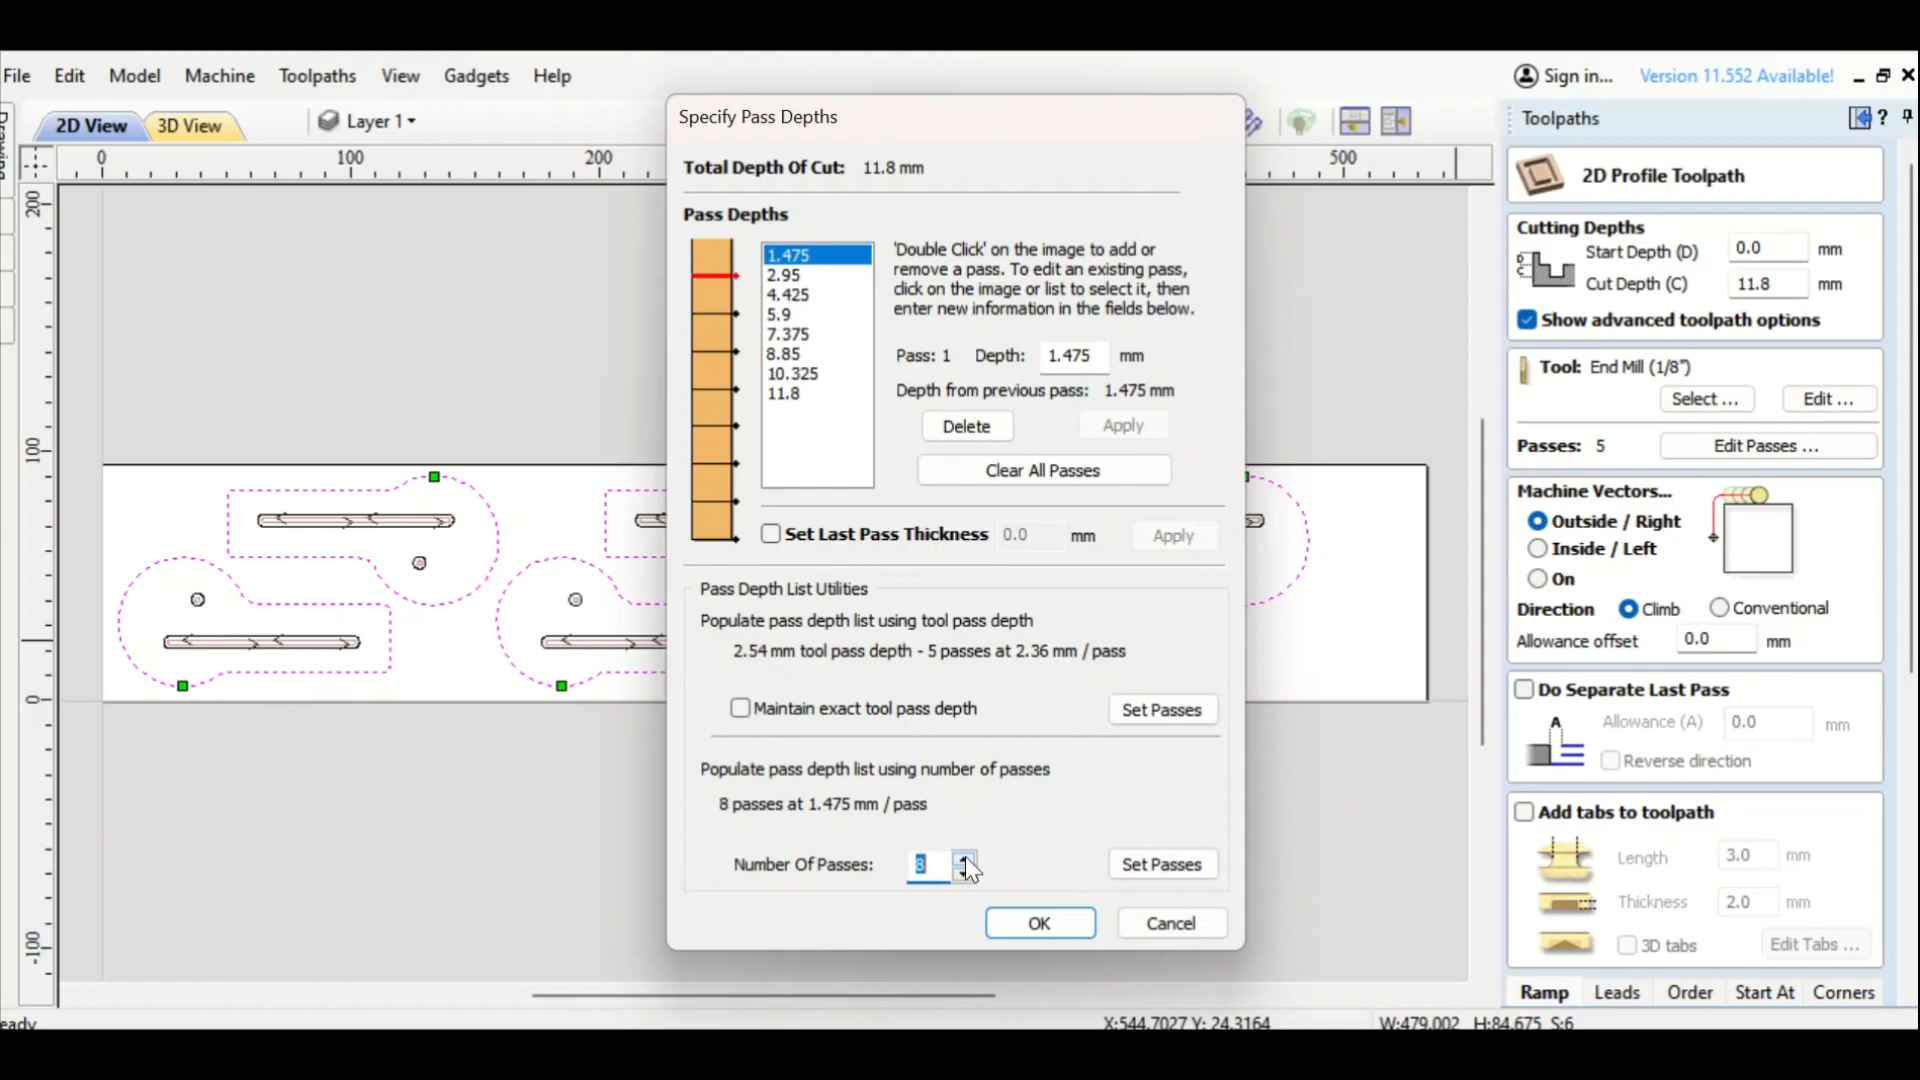 File Edit Model Machine Toolpaths View Gadgets Help
Sign in... Version 11.552 Available!
2D View 3D View Layer 1
0 100 200 500
200
100
0
-100
Specify Pass Depths
Total Depth Of Cut: 11.8 mm
Pass Depths
1.475
2.95
4.425
5.9
7.375
8.85
10.325
11.8
'Double Click' on the image to add or
remove a pass. To edit an existing pass,
click on the image or list to select it, then
enter new information in the fields below.
Pass: 1 Depth: 1.475 mm
Depth from previous pass: 1.475 mm
Delete Apply
Clear All Passes
Set Last Pass Thickness 0.0 mm Apply
Pass Depth List Utilities
Populate pass depth list using tool pass depth
2.54 mm tool pass depth - 5 passes at 2.36 mm / pass
Maintain exact tool pass depth Set Passes
Populate pass depth list using number of passes
8 passes at 1.475 mm / pass
Number Of Passes: 8 Set Passes
OK Cancel
Toolpaths ?
2D Profile Toolpath
Cutting Depths
Start Depth (D) 0.0 mm
Cut Depth (C) 11.8 mm
Show advanced toolpath options
Tool: End Mill (1/8")
Select ... Edit ...
Passes: 5 Edit Passes ...
Machine Vectors...
Outside / Right
Inside / Left
On
Direction Climb Conventional
Allowance offset 0.0 mm
Do Separate Last Pass
A Allowance (A) 0.0 mm
Reverse direction
Add tabs to toolpath
Length 3.0 mm
Thickness 2.0 mm
3D tabs Edit Tabs ...
Ramp Leads Order Start At Corners
X:544.7027 Y: 24.3164 W:479.002 H:84.675 S:6